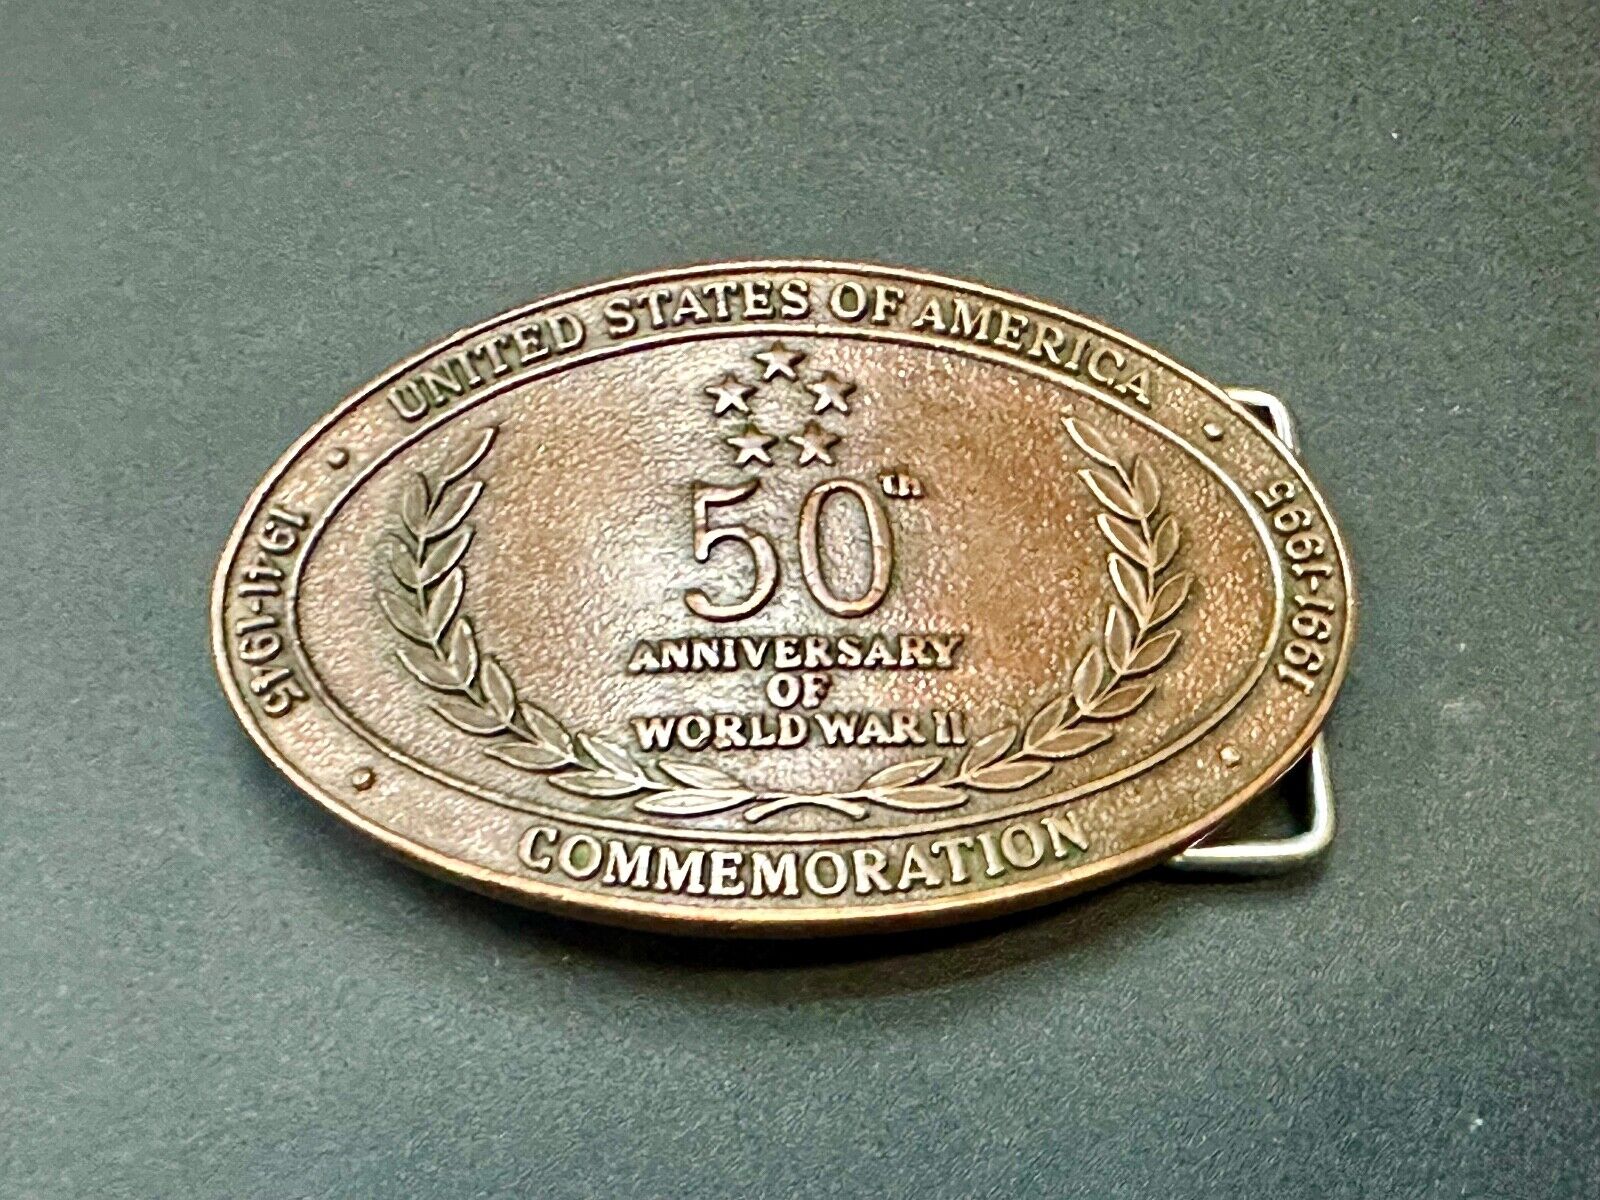 UNITED STATES OF AMERICA
1941-1945
50th
ANNIVERSARY
OF
WORLD WAR II
1991-1995
COMMEMORATION